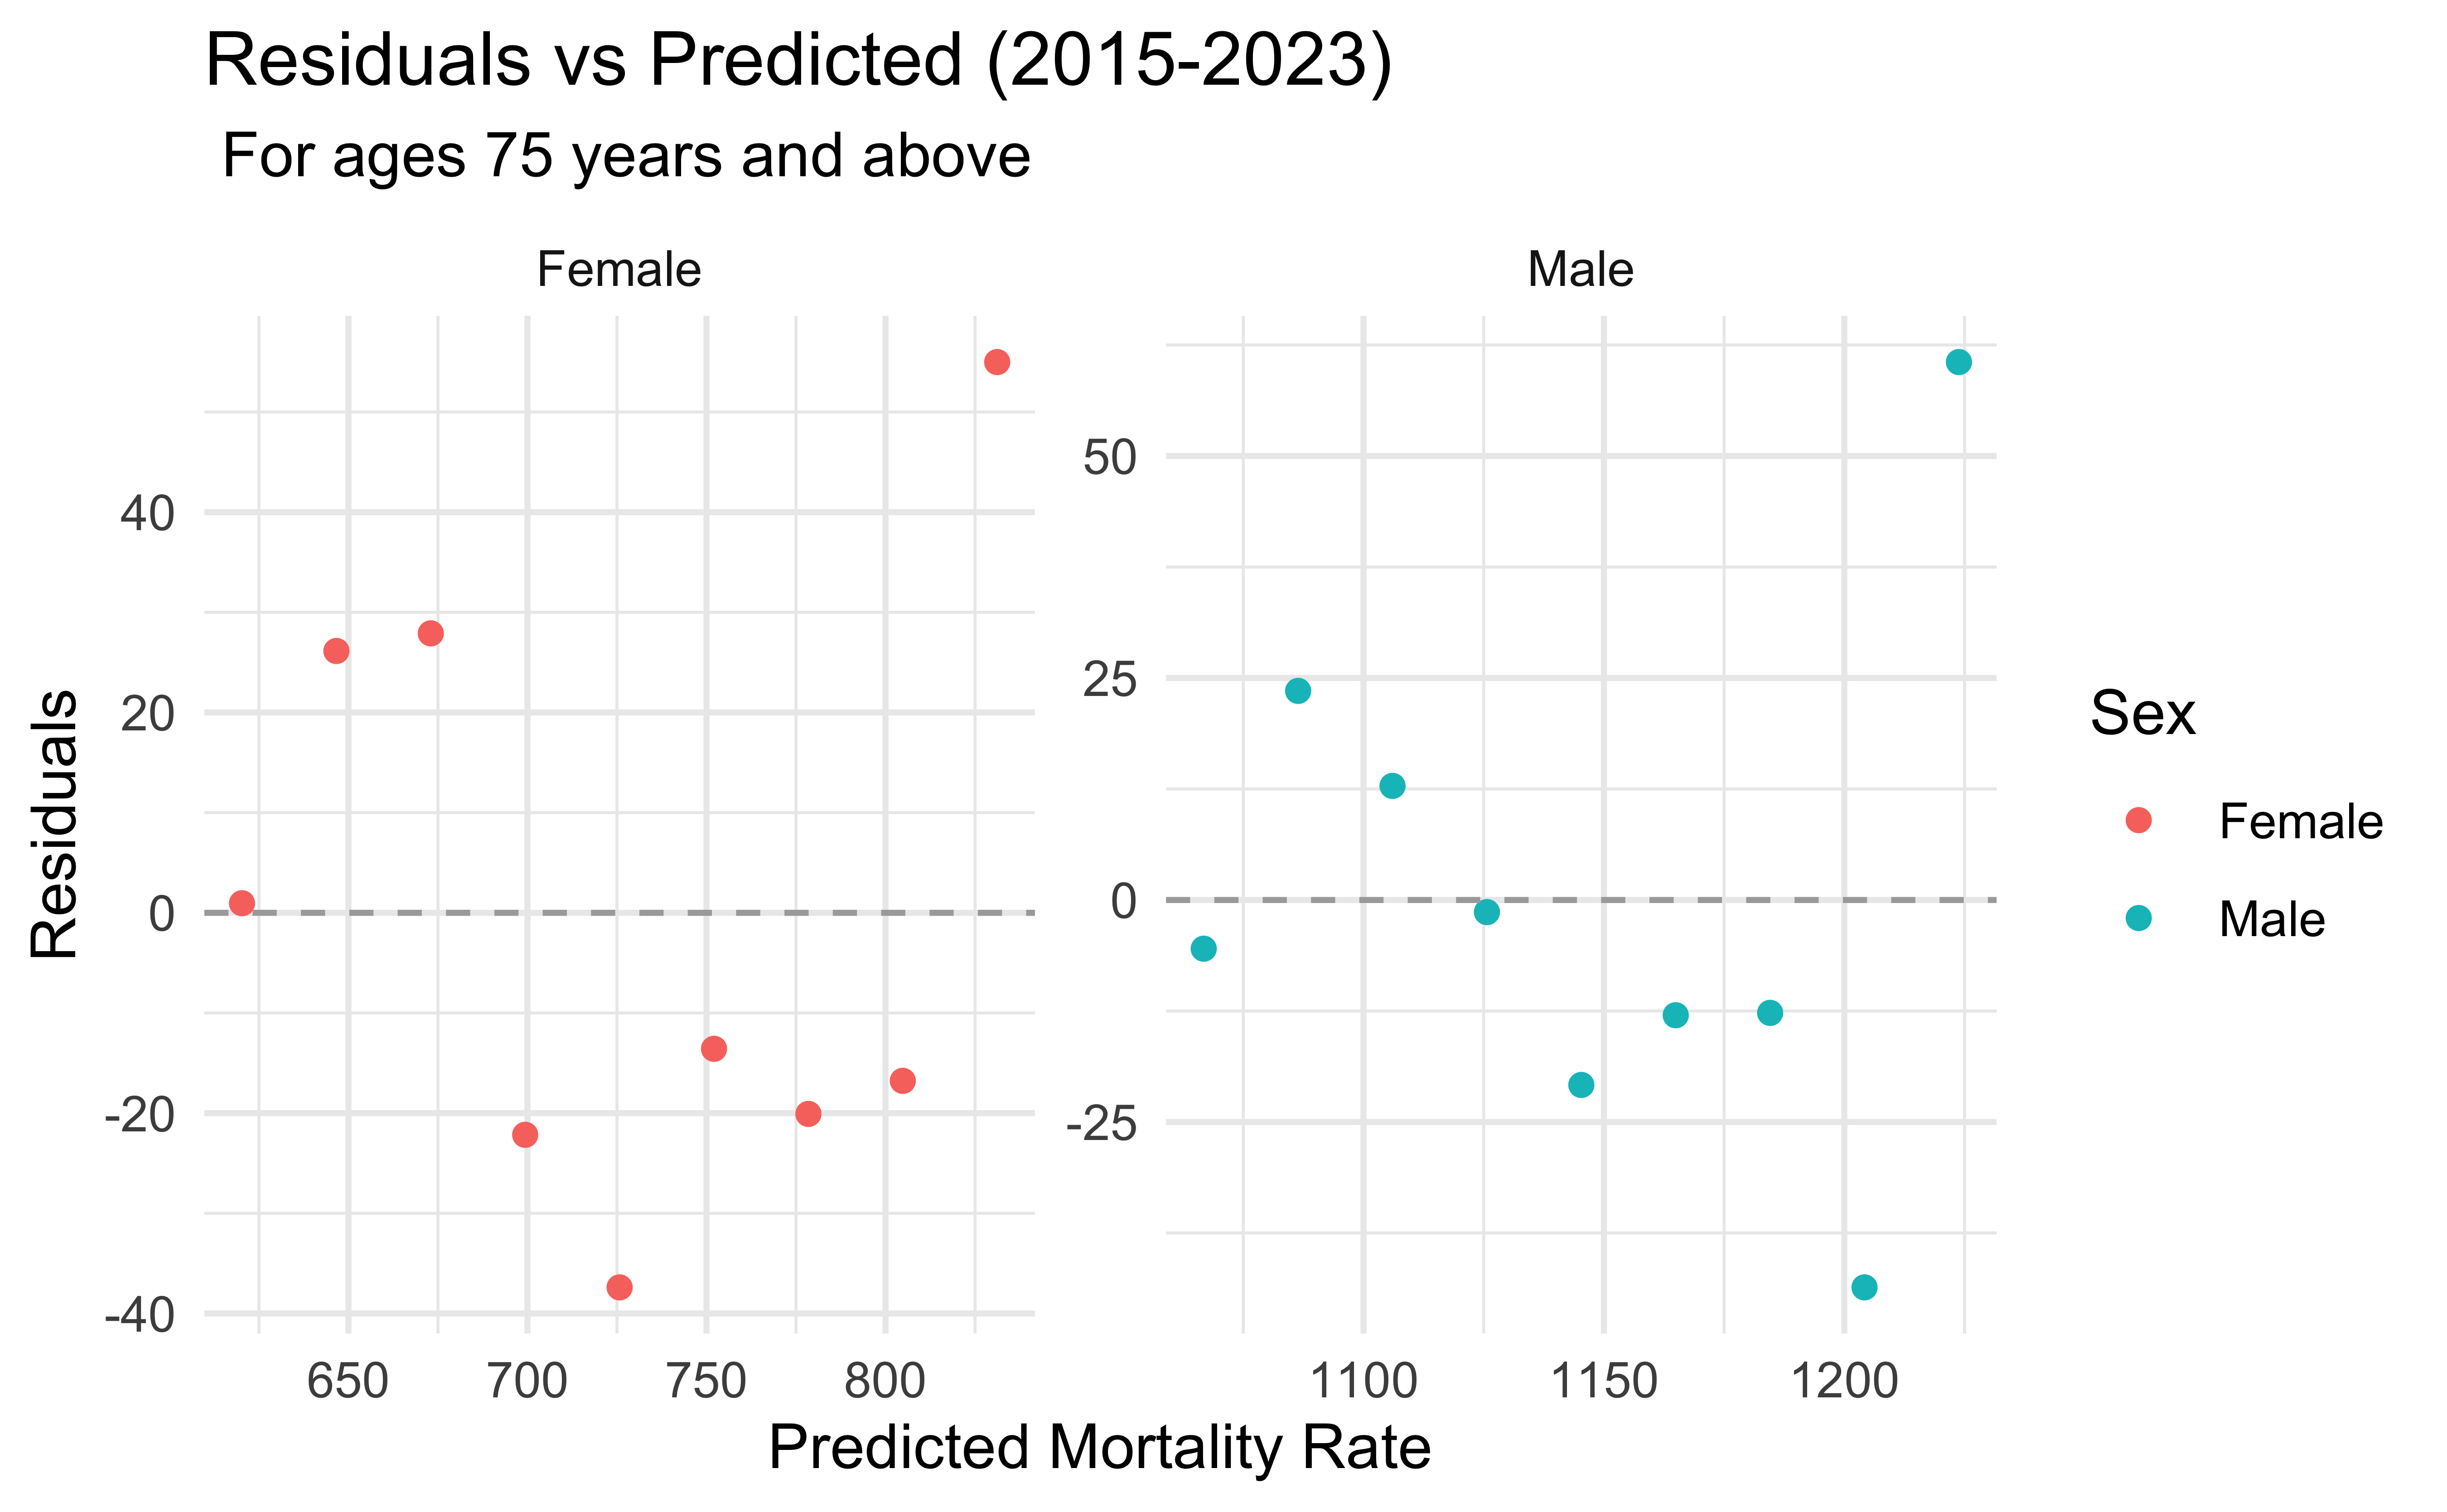 Residuals vs Predicted (2015-2023)
For ages 75 years and above
Female
Male
Residuals
40
20
0
-20
-40
50
25
0
-25
650 700 750 800
1100 1150 1200
Predicted Mortality Rate
Sex
Female
Male